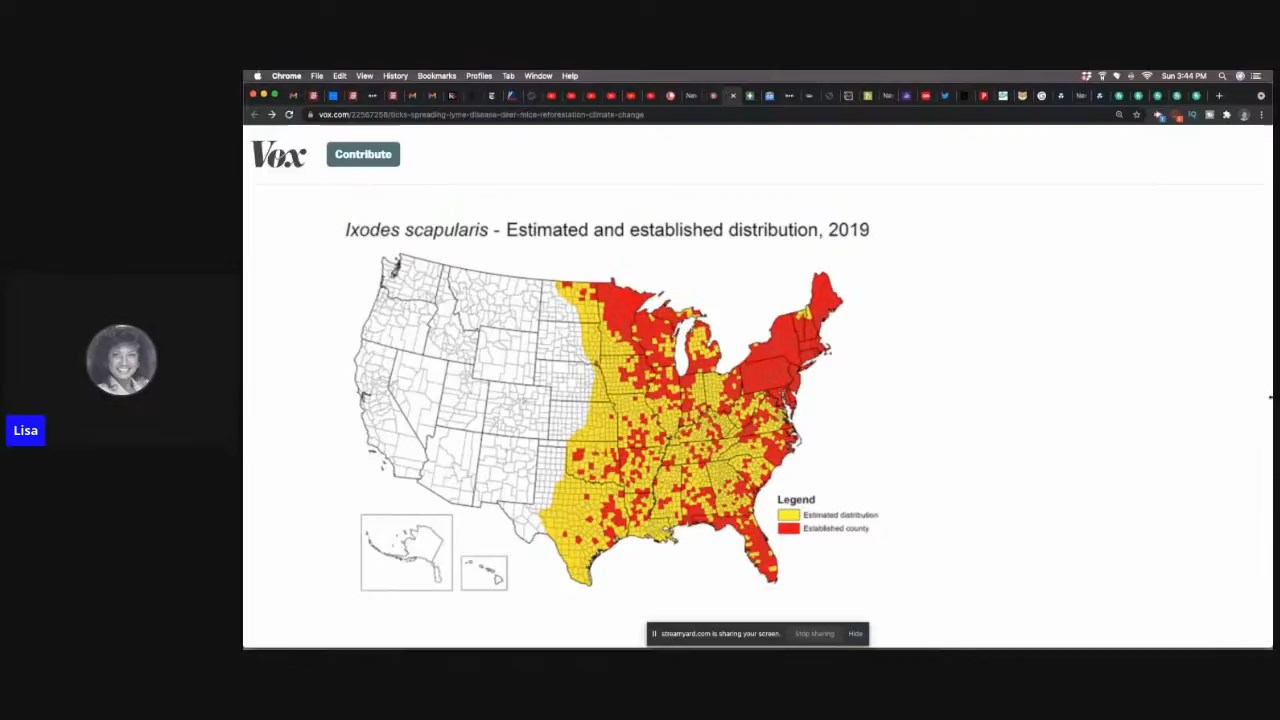 Chrome File Edit View History Bookmarks Profiles Tab Window Help
Sun 3:44 PM
vox.com/22567256/ticks-spreading-lyme-disease-deer-mice-reforestation-climate-change
Vox
Contribute
Ixodes scapularis - Estimated and established distribution, 2019
Legend
Estimated distribution
Established county
Lisa
streamyard.com is sharing your screen. Stop sharing Hide